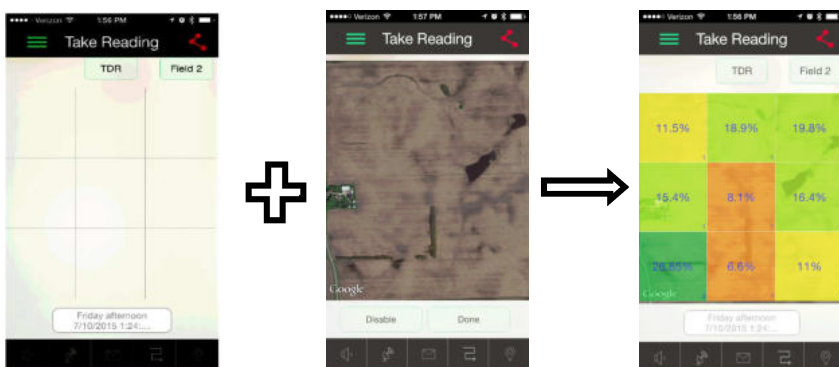 Verizon 1:56 PM
Take Reading
TDR Field 2
Friday afternoon
7/10/2015 1:24:...
Verizon 1:57 PM
Take Reading
Google
Disable Done
Verizon 1:56 PM
Take Reading
TDR Field 2
11.5% 18.9% 19.8%
15.4% 8.1% 16.4%
6.6% 11%
Google
Friday afternoon
7/10/2015 1:24:...